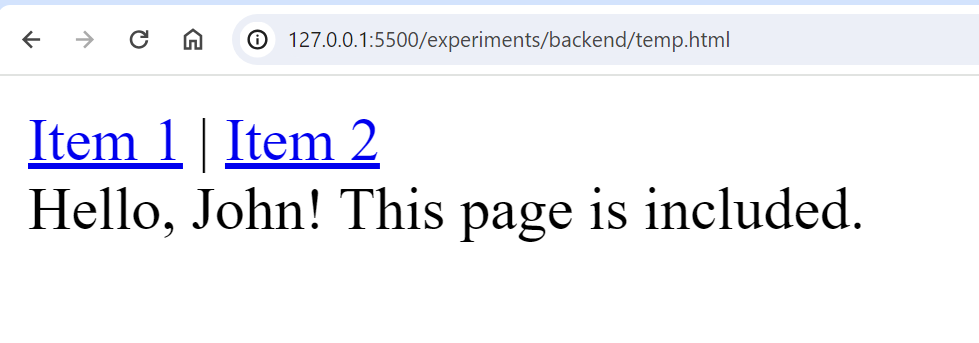 127.0.0.1:5500/experiments/backend/temp.html
Item 1 | Item 2
Hello, John! This page is included.